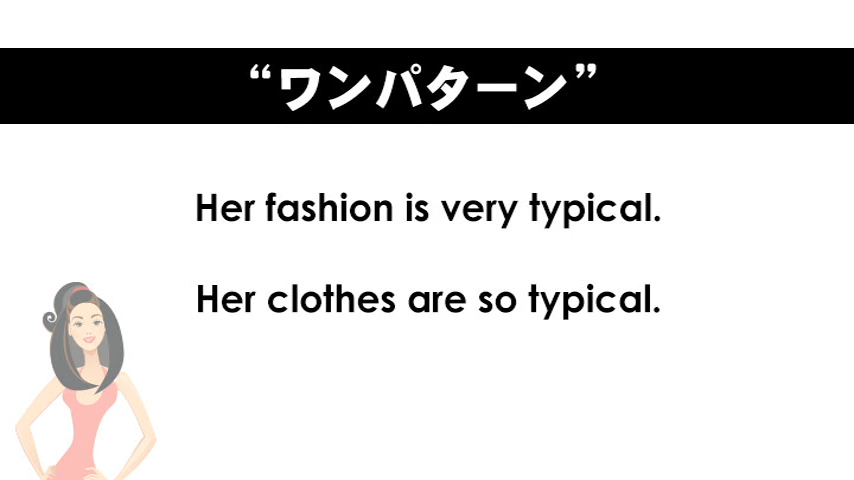 “ワンパターン”
Her fashion is very typical.
Her clothes are so typical.